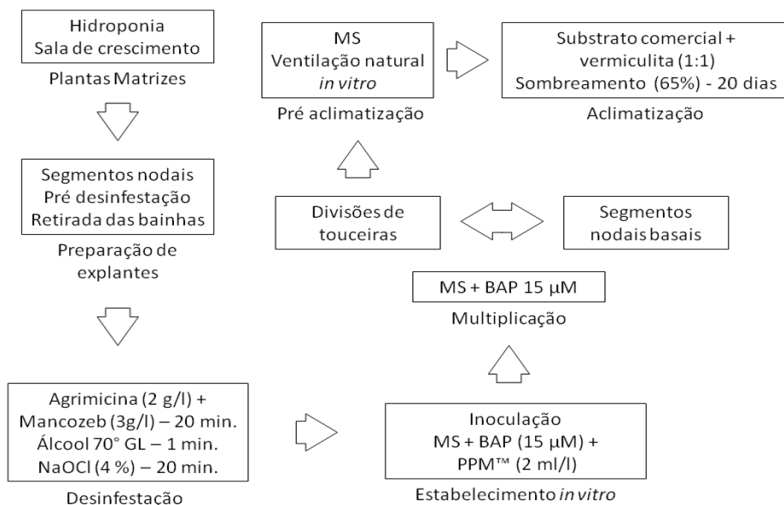 Hidroponia
Sala de crescimento
Plantas Matrizes
Segmentos nodais
Pré desinfestação
Retirada das bainhas
Preparação de
explantes
Agrimicina (2 g/l) +
Mancozeb (3g/l) – 20 min.
Álcool 70° GL – 1 min.
NaOCl (4 %) – 20 min.
Desinfestação
Inoculação
MS + BAP (15 µM) +
PPM™ (2 ml/l)
Estabelecimento in vitro
MS + BAP 15 µM
Multiplicação
Divisões de
touceiras
Segmentos
nodais basais
MS
Ventilação natural
in vitro
Pré aclimatização
Substrato comercial +
vermiculita (1:1)
Sombreamento (65%) - 20 dias
Aclimatização